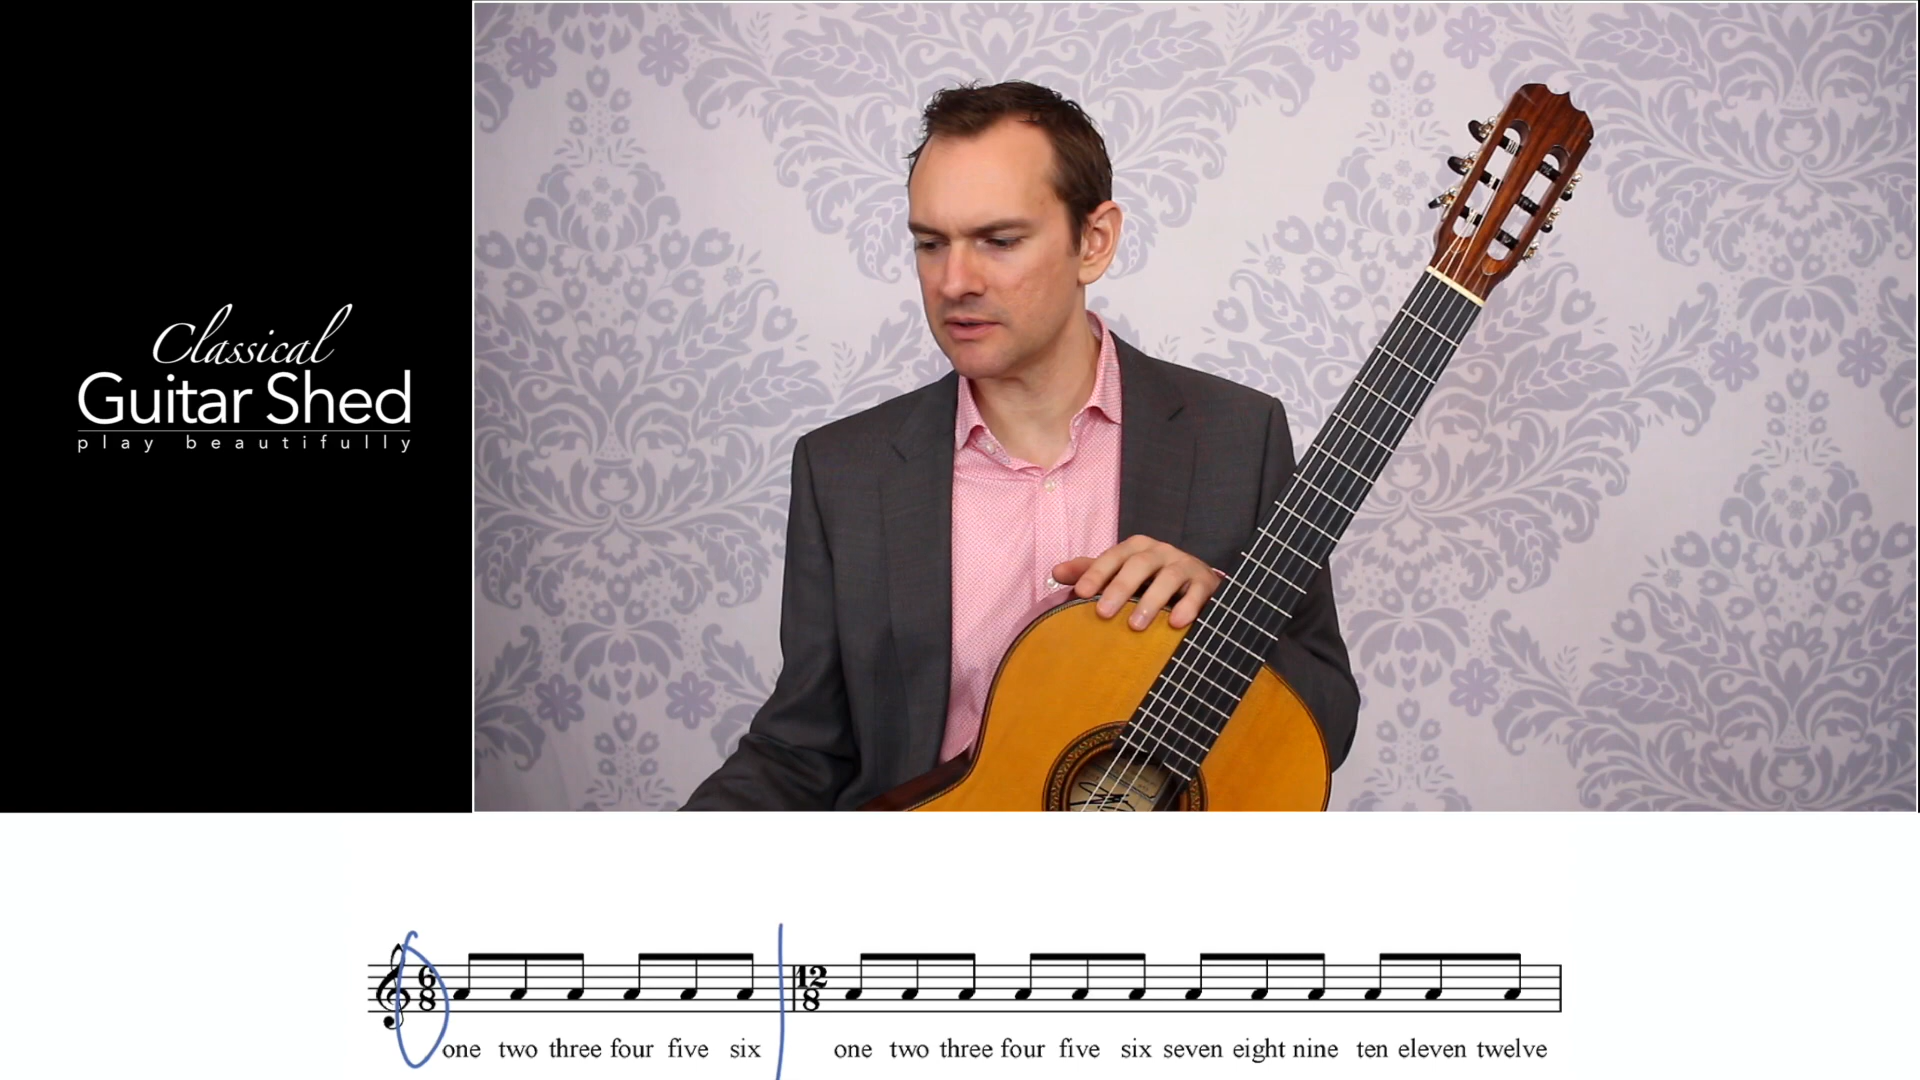 Classical
Guitar Shed
play beautifully
6 8 12 8
one two three four five six one two three four five six seven eight nine ten eleven twelve